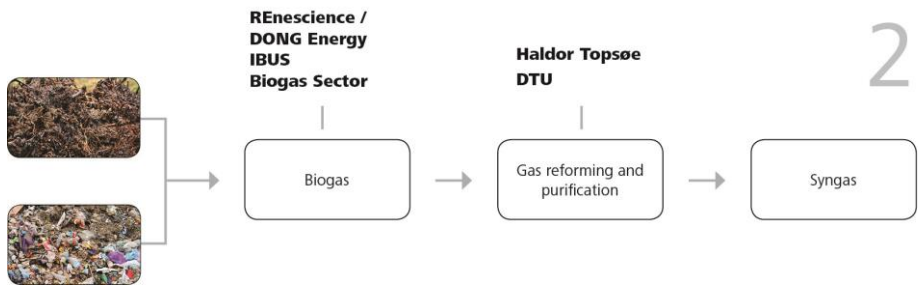 REnescience /
DONG Energy
IBUS
Biogas Sector
Haldor Topsøe
DTU
2
Biogas
Gas reforming and
purification
Syngas